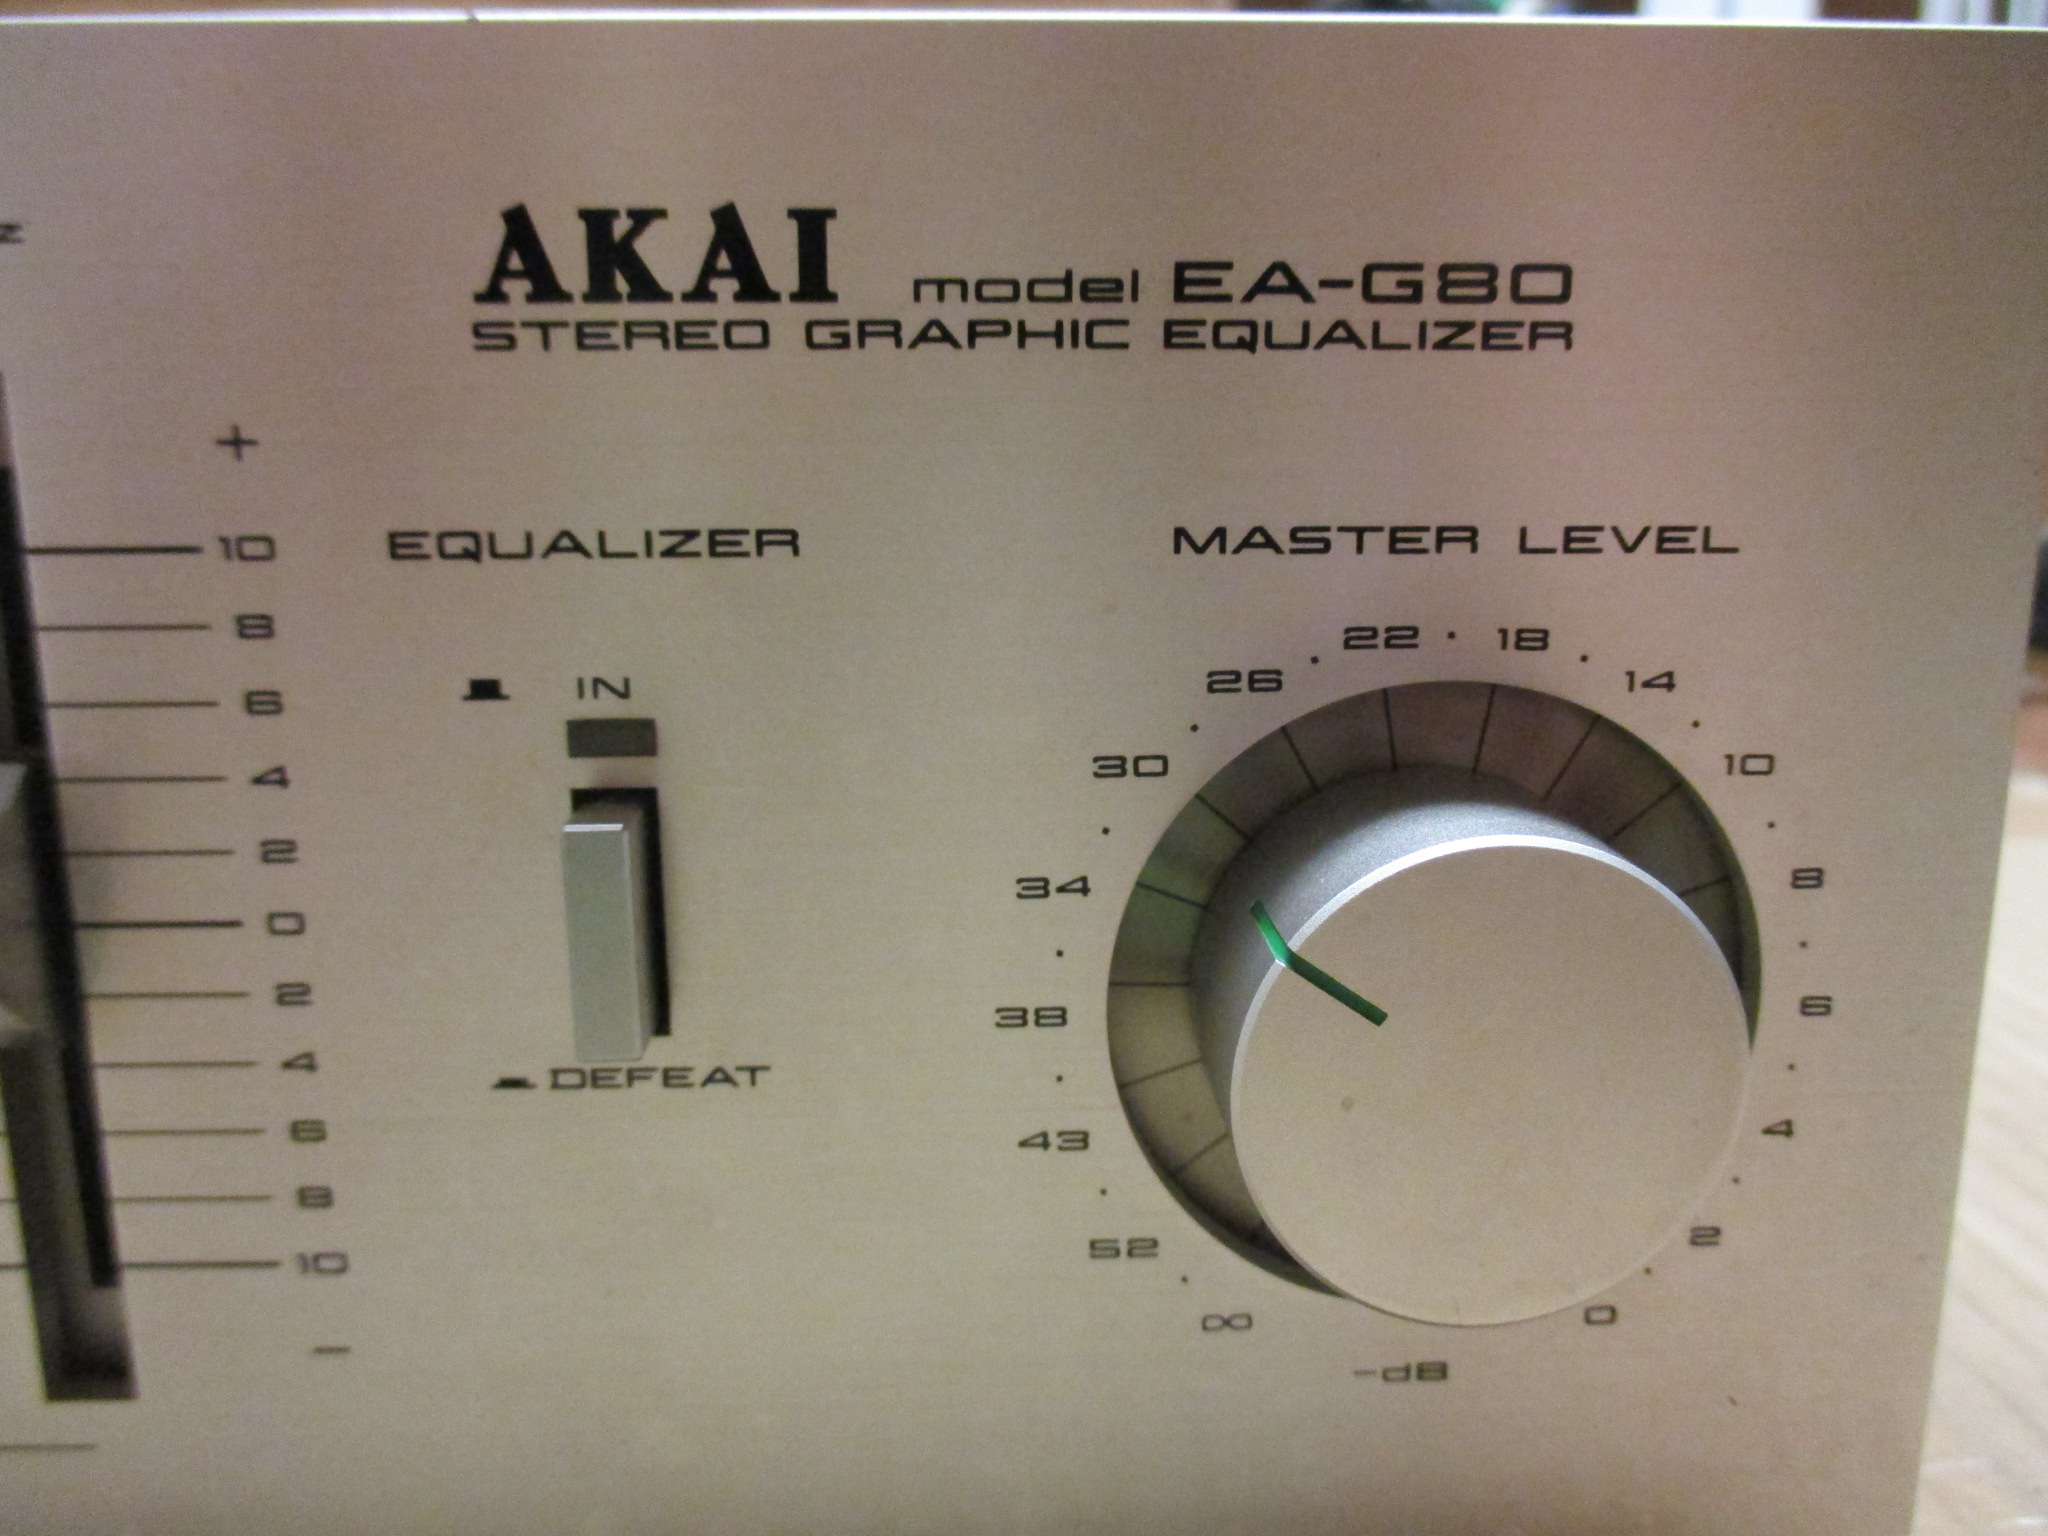 AKAI model EA-G80
STEREO GRAPHIC EQUALIZER
+
10
8
6
4
2
0
2
4
6
8
10
−
EQUALIZER
IN
DEFEAT
MASTER LEVEL
22 · 18
26 14
30 10
34 8
38 6
43 4
52 2
∞ 0
-dB